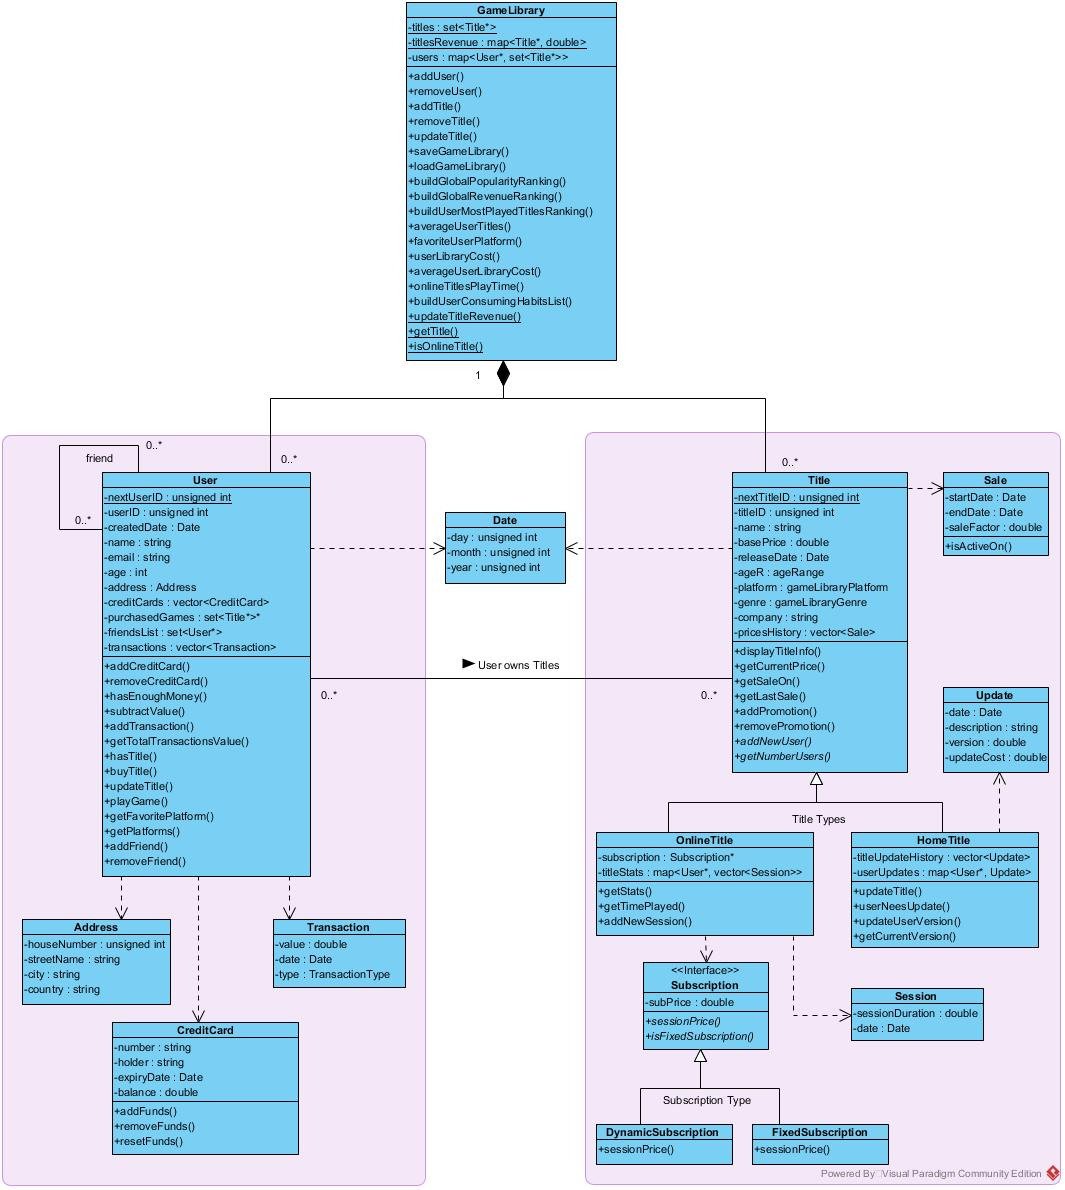 GameLibrary
-titles : set<Title*>
-titlesRevenue : map<Title*, double>
-users : map<User*, set<Title*>>
+addUser()
+removeUser()
+addTitle()
+removeTitle()
+updateTitle()
+saveGameLibrary()
+loadGameLibrary()
+buildGlobalPopularityRanking()
+buildGlobalRevenueRanking()
+buildUserMostPlayedTitlesRanking()
+averageUserTitles()
+favoriteUserPlatform()
+userLibraryCost()
+averageUserLibraryCost()
+onlineTitlesPlayTime()
+buildUserConsumingHabitsList()
+updateTitleRevenue()
+getTitle()
+isOnlineTitle()
1
0..*
0..*
0..*
friend
0..*
User
-nextUserID : unsigned int
-userID : unsigned int
-createdDate : Date
-name : string
-email : string
-age : int
-address : Address
-creditCards : vector<CreditCard>
-purchasedGames : set<Title*>*
-friendsList : set<User*>
-transactions : vector<Transaction>
+addCreditCard()
+removeCreditCard()
+hasEnoughMoney()
+subtractValue()
+addTransaction()
+getTotalTransactionsValue()
+hasTitle()
+buyTitle()
+updateTitle()
+playGame()
+getFavoritePlatform()
+getPlatforms()
+addFriend()
+removeFriend()
Date
-day : unsigned int
-month : unsigned int
-year : unsigned int
User owns Titles
0..*
0..*
Title
-nextTitleID : unsigned int
-titleID : unsigned int
-name : string
-basePrice : double
-releaseDate : Date
-ageR : ageRange
-platform : gameLibraryPlatform
-genre : gameLibraryGenre
-company : string
-pricesHistory : vector<Sale>
+displayTitleInfo()
+getCurrentPrice()
+getSaleOn()
+getLastSale()
+addPromotion()
+removePromotion()
+addNewUser()
+getNumberUsers()
Sale
-startDate : Date
-endDate : Date
-saleFactor : double
+isActiveOn()
Update
-date : Date
-description : string
-version : double
-updateCost : double
Title Types
OnlineTitle
-subscription : Subscription*
-titleStats : map<User*, vector<Session>>
+getStats()
+getTimePlayed()
+addNewSession()
HomeTitle
-titleUpdateHistory : vector<Update>
-userUpdates : map<User*, Update>
+updateTitle()
+userNeesUpdate()
+updateUserVersion()
+getCurrentVersion()
Address
-houseNumber : unsigned int
-streetName : string
-city : string
-country : string
Transaction
-value : double
-date : Date
-type : TransactionType
CreditCard
-number : string
-holder : string
-expiryDate : Date
-balance : double
+addFunds()
+removeFunds()
+resetFunds()
<<Interface>>
Subscription
-subPrice : double
+sessionPrice()
+isFixedSubscription()
Session
-sessionDuration : double
-date : Date
Subscription Type
DynamicSubscription
+sessionPrice()
FixedSubscription
+sessionPrice()
Powered By Visual Paradigm Community Edition